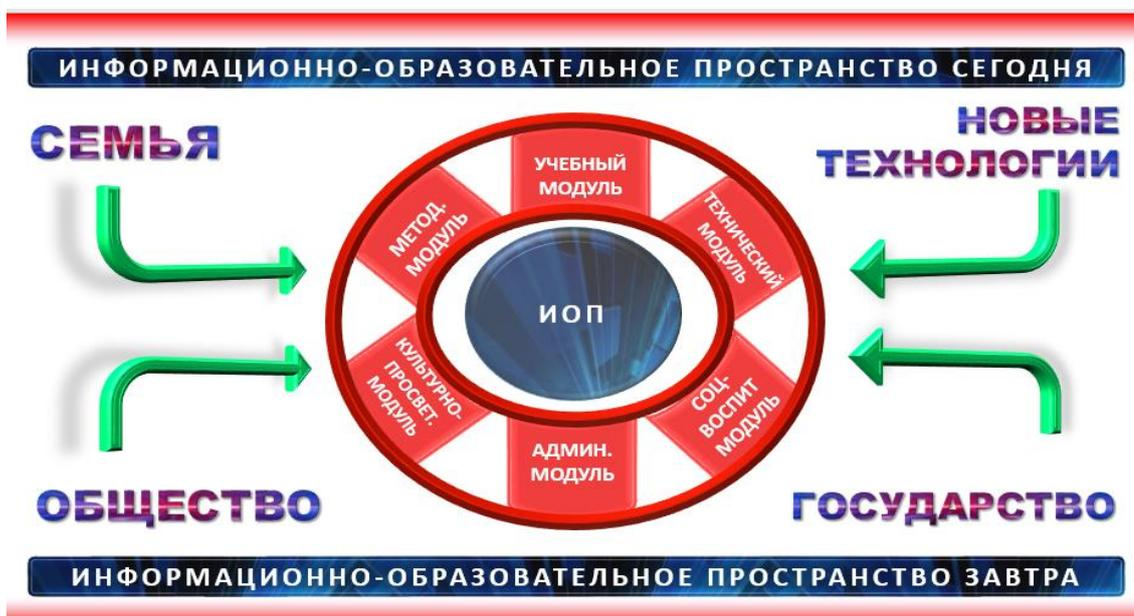 ИНФОРМАЦИОННО-ОБРАЗОВАТЕЛЬНОЕ ПРОСТРАНСТВО СЕГОДНЯ
СЕМЬЯ
НОВЫЕ
ТЕХНОЛОГИИ
УЧЕБНЫЙ
МОДУЛЬ
МЕТОД.
МОДУЛЬ
ТЕХНИЧЕСКИЙ
МОДУЛЬ
ИОП
КУЛЬТУРНО-
ПРОСВЕТ.
МОДУЛЬ
СОЦ-
ВОСПИТ
МОДУЛЬ
АДМИН.
МОДУЛЬ
ОБЩЕСТВО
ГОСУДАРСТВО
ИНФОРМАЦИОННО-ОБРАЗОВАТЕЛЬНОЕ ПРОСТРАНСТВО ЗАВТРА